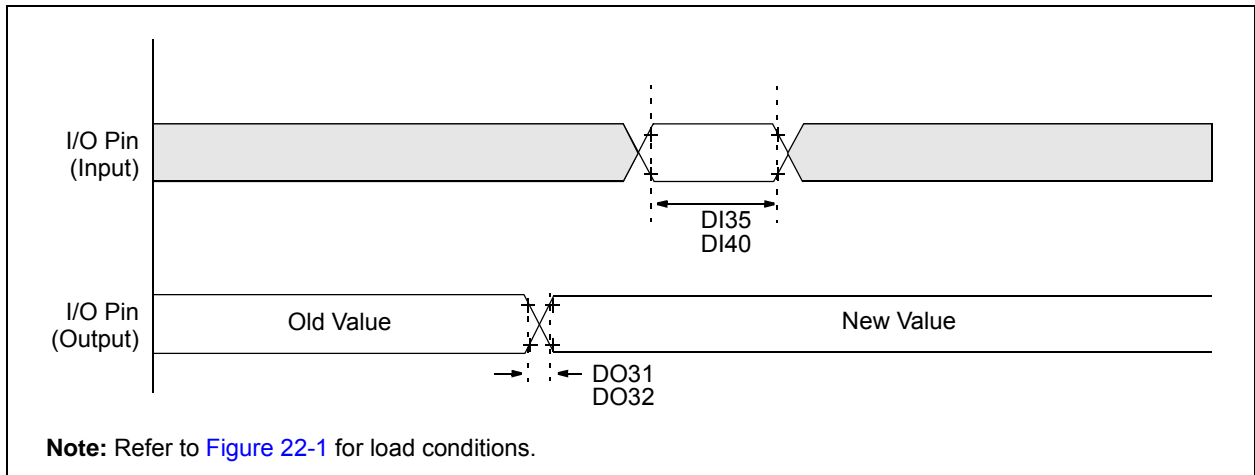 I/O Pin
(Input)
DI35
DI40
I/O Pin
(Output)
Old Value
New Value
DO31
DO32
Note: Refer to Figure 22-1 for load conditions.